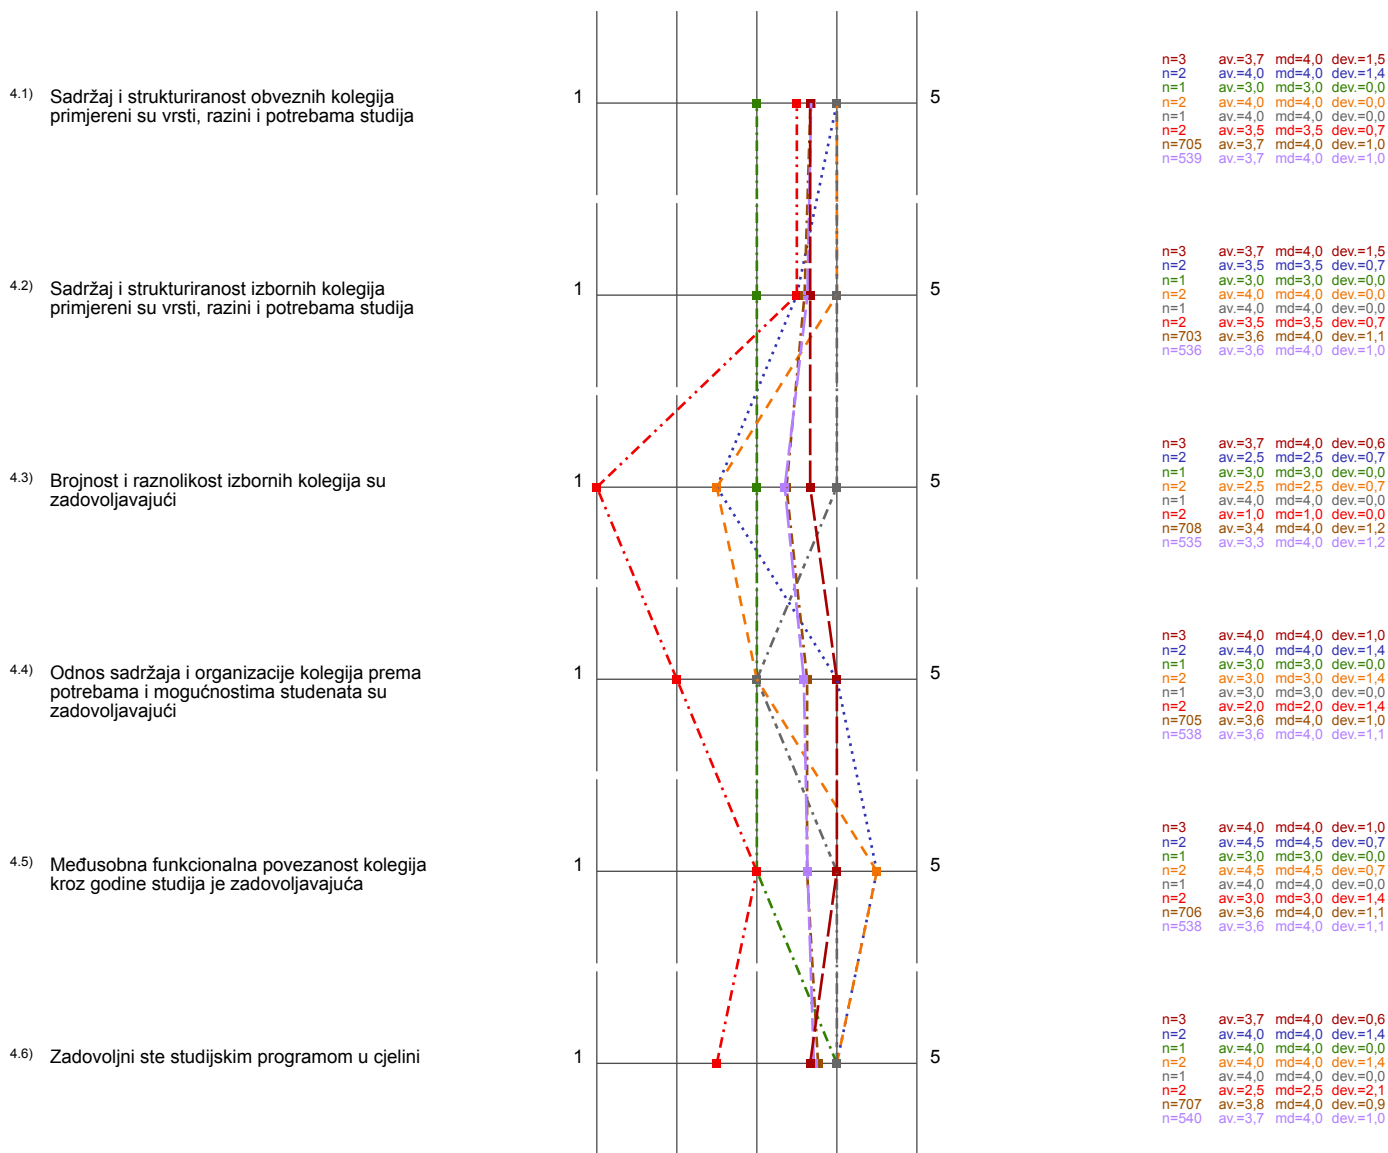 4.1) Sadržaj i strukturiranost obveznih kolegija
primjereni su vrsti, razini i potrebama studija
1 5
n=3 av.=3,7 md=4,0 dev.=1,5
n=2 av.=4,0 md=4,0 dev.=1,4
n=1 av.=3,0 md=3,0 dev.=0,0
n=2 av.=4,0 md=4,0 dev.=0,0
n=1 av.=4,0 md=4,0 dev.=0,0
n=2 av.=3,5 md=3,5 dev.=0,7
n=705 av.=3,7 md=4,0 dev.=1,0
n=539 av.=3,7 md=4,0 dev.=1,0
4.2) Sadržaj i strukturiranost izbornih kolegija
primjereni su vrsti, razini i potrebama studija
1 5
n=3 av.=3,7 md=4,0 dev.=1,5
n=2 av.=3,5 md=3,5 dev.=0,7
n=1 av.=3,0 md=3,0 dev.=0,0
n=2 av.=4,0 md=4,0 dev.=0,0
n=1 av.=4,0 md=4,0 dev.=0,0
n=2 av.=3,5 md=3,5 dev.=0,7
n=703 av.=3,6 md=4,0 dev.=1,1
n=536 av.=3,6 md=4,0 dev.=1,0
4.3) Brojnost i raznolikost izbornih kolegija su
zadovoljavajući
1 5
n=3 av.=3,7 md=4,0 dev.=0,6
n=2 av.=2,5 md=2,5 dev.=0,7
n=1 av.=3,0 md=3,0 dev.=0,0
n=2 av.=2,5 md=2,5 dev.=0,7
n=1 av.=4,0 md=4,0 dev.=0,0
n=2 av.=1,0 md=1,0 dev.=0,0
n=708 av.=3,4 md=4,0 dev.=1,2
n=535 av.=3,3 md=4,0 dev.=1,2
4.4) Odnos sadržaja i organizacije kolegija prema
potrebama i mogućnostima studenata su
zadovoljavajući
1 5
n=3 av.=4,0 md=4,0 dev.=1,0
n=2 av.=4,0 md=4,0 dev.=1,4
n=1 av.=3,0 md=3,0 dev.=0,0
n=2 av.=3,0 md=3,0 dev.=1,4
n=1 av.=3,0 md=3,0 dev.=0,0
n=2 av.=2,0 md=2,0 dev.=1,4
n=705 av.=3,6 md=4,0 dev.=1,0
n=538 av.=3,6 md=4,0 dev.=1,1
4.5) Međusobna funkcionalna povezanost kolegija
kroz godine studija je zadovoljavajuća
1 5
n=3 av.=4,0 md=4,0 dev.=1,0
n=2 av.=4,5 md=4,5 dev.=0,7
n=1 av.=3,0 md=3,0 dev.=0,0
n=2 av.=4,5 md=4,5 dev.=0,7
n=1 av.=4,0 md=4,0 dev.=0,0
n=2 av.=3,0 md=3,0 dev.=1,4
n=706 av.=3,6 md=4,0 dev.=1,1
n=538 av.=3,6 md=4,0 dev.=1,1
4.6) Zadovoljni ste studijskim programom u cjelini
1 5
n=3 av.=3,7 md=4,0 dev.=0,6
n=2 av.=4,0 md=4,0 dev.=1,4
n=1 av.=4,0 md=4,0 dev.=0,0
n=2 av.=4,0 md=4,0 dev.=1,4
n=1 av.=4,0 md=4,0 dev.=0,0
n=2 av.=2,5 md=2,5 dev.=2,1
n=707 av.=3,8 md=4,0 dev.=0,9
n=540 av.=3,7 md=4,0 dev.=1,0